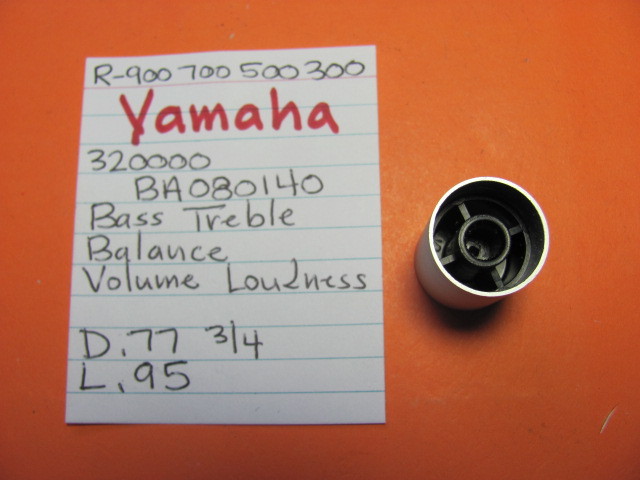 R-900 700 500 300
Yamaha
320000
BA080140
Bass Treble
Balance
Volume Loudness
D.77 3/4
L.95